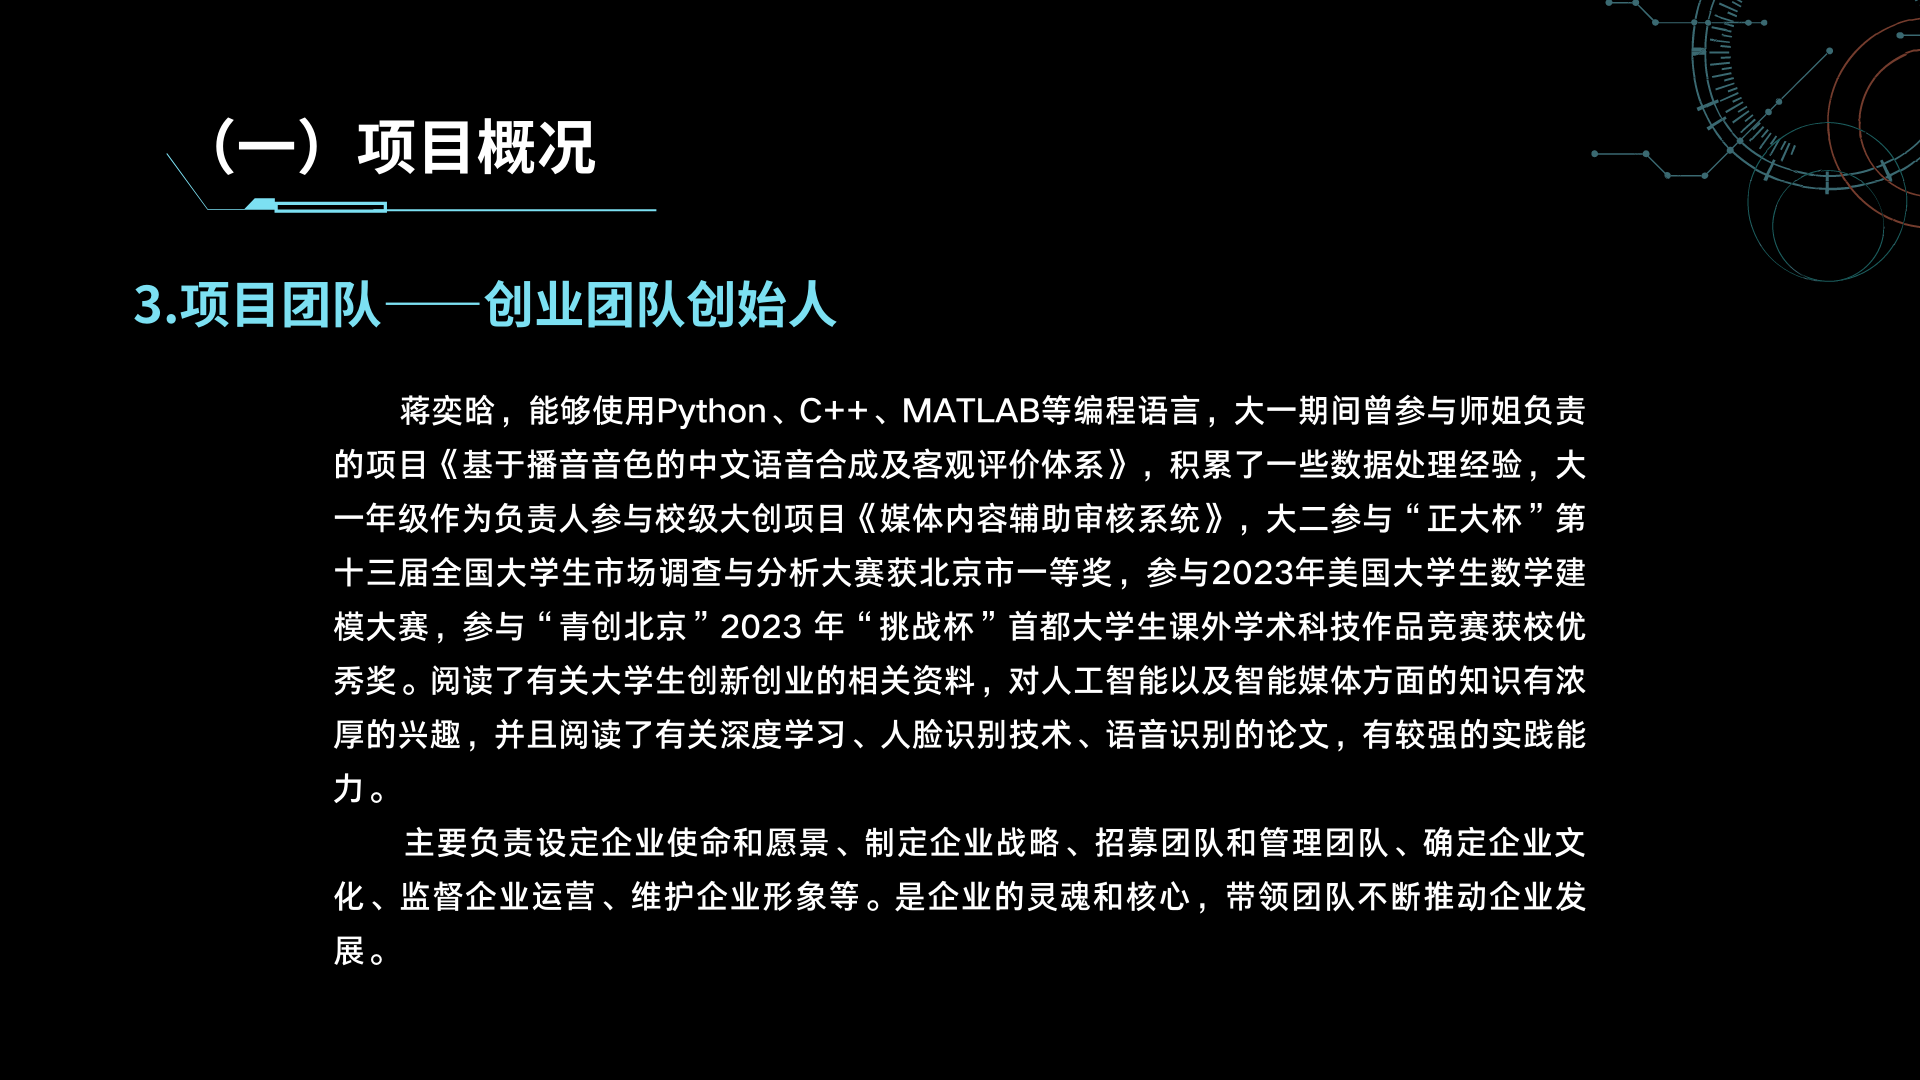 （一）项目概况
3.项目团队——创业团队创始人
蒋奕晗，能够使用Python、C++、MATLAB等编程语言，大一期间曾参与师姐负责
的项目《基于播音音色的中文语音合成及客观评价体系》，积累了一些数据处理经验，大
一年级作为负责人参与校级大创项目《媒体内容辅助审核系统》，大二参与“正大杯”第
十三届全国大学生市场调查与分析大赛获北京市一等奖，参与2023年美国大学生数学建
模大赛，参与“青创北京”2023 年“挑战杯”首都大学生课外学术科技作品竞赛获校优
秀奖。阅读了有关大学生创新创业的相关资料，对人工智能以及智能媒体方面的知识有浓
厚的兴趣，并且阅读了有关深度学习、人脸识别技术、语音识别的论文，有较强的实践能
力。
主要负责设定企业使命和愿景、制定企业战略、招募团队和管理团队、确定企业文
化、监督企业运营、维护企业形象等。是企业的灵魂和核心，带领团队不断推动企业发
展。